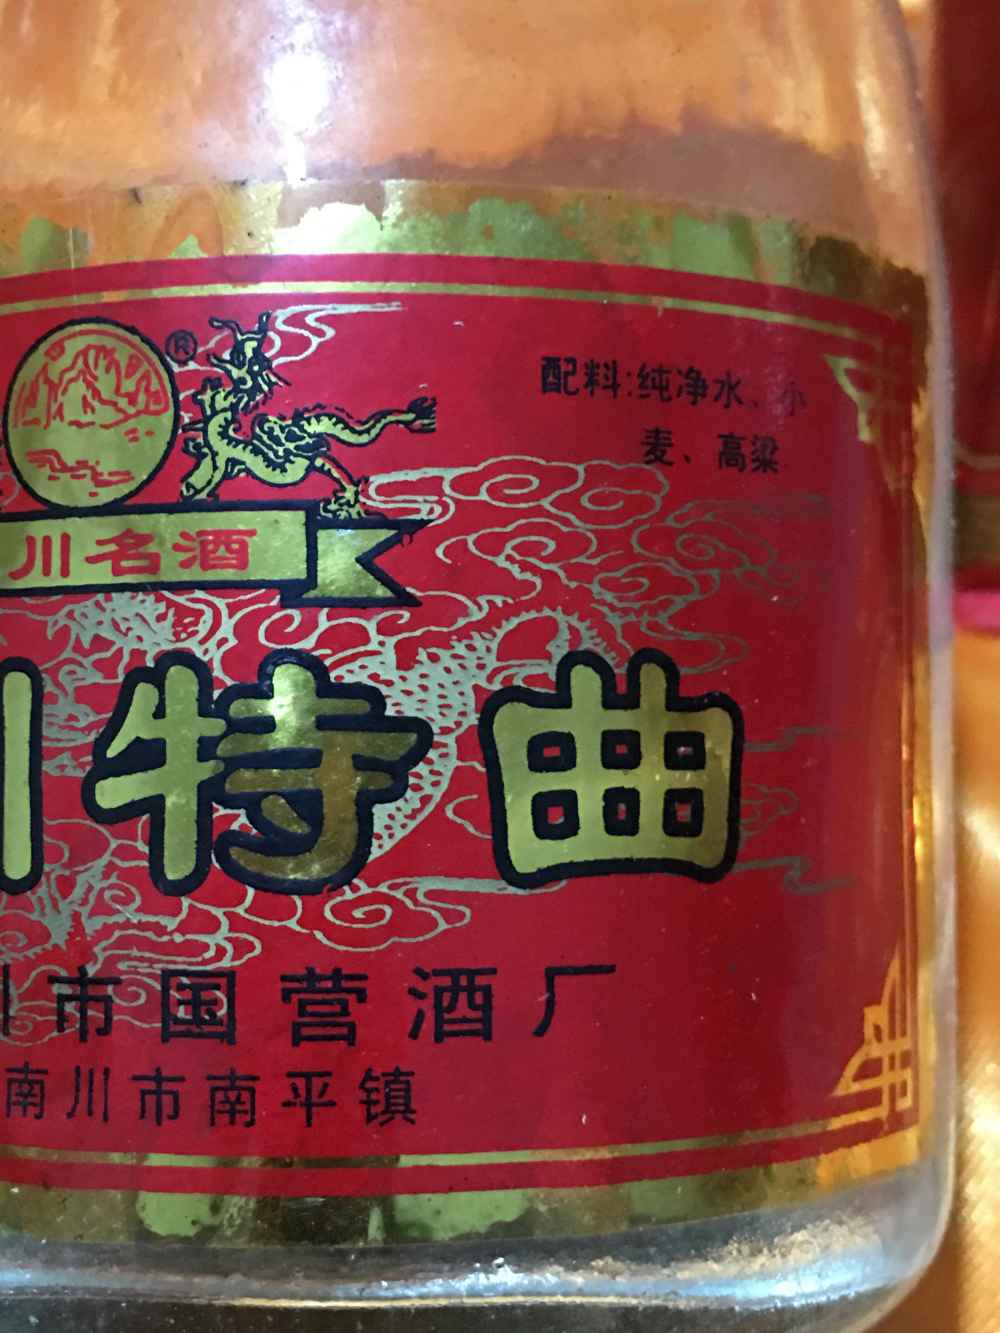 ®
配料:纯净水、小
麦、高粱
川名酒
特曲
市国营酒厂
南川市南平镇